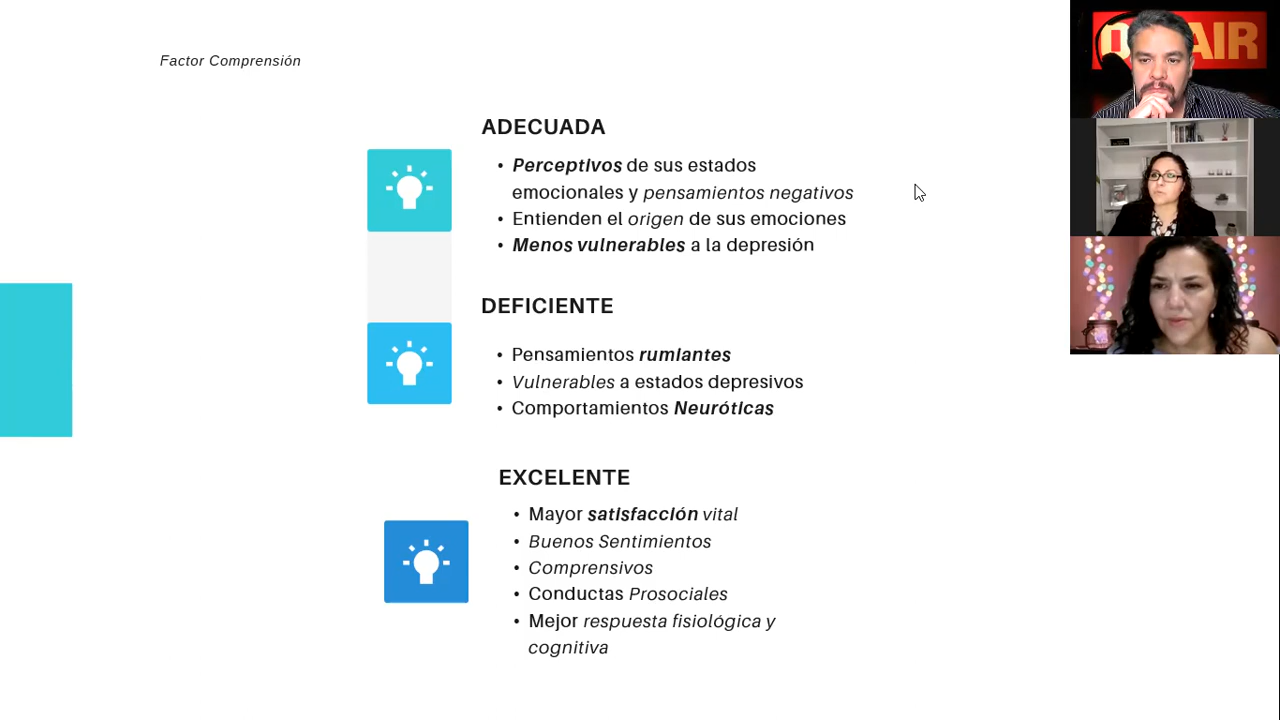 Factor Comprensión
ADECUADA
• Perceptivos de sus estados
emocionales y pensamientos negativos
• Entienden el origen de sus emociones
• Menos vulnerables a la depresión
DEFICIENTE
• Pensamientos rumiantes
• Vulnerables a estados depresivos
• Comportamientos Neuróticas
EXCELENTE
• Mayor satisfacción vital
• Buenos Sentimientos
• Comprensivos
• Conductas Prosociales
• Mejor respuesta fisiológica y
cognitiva
AIR